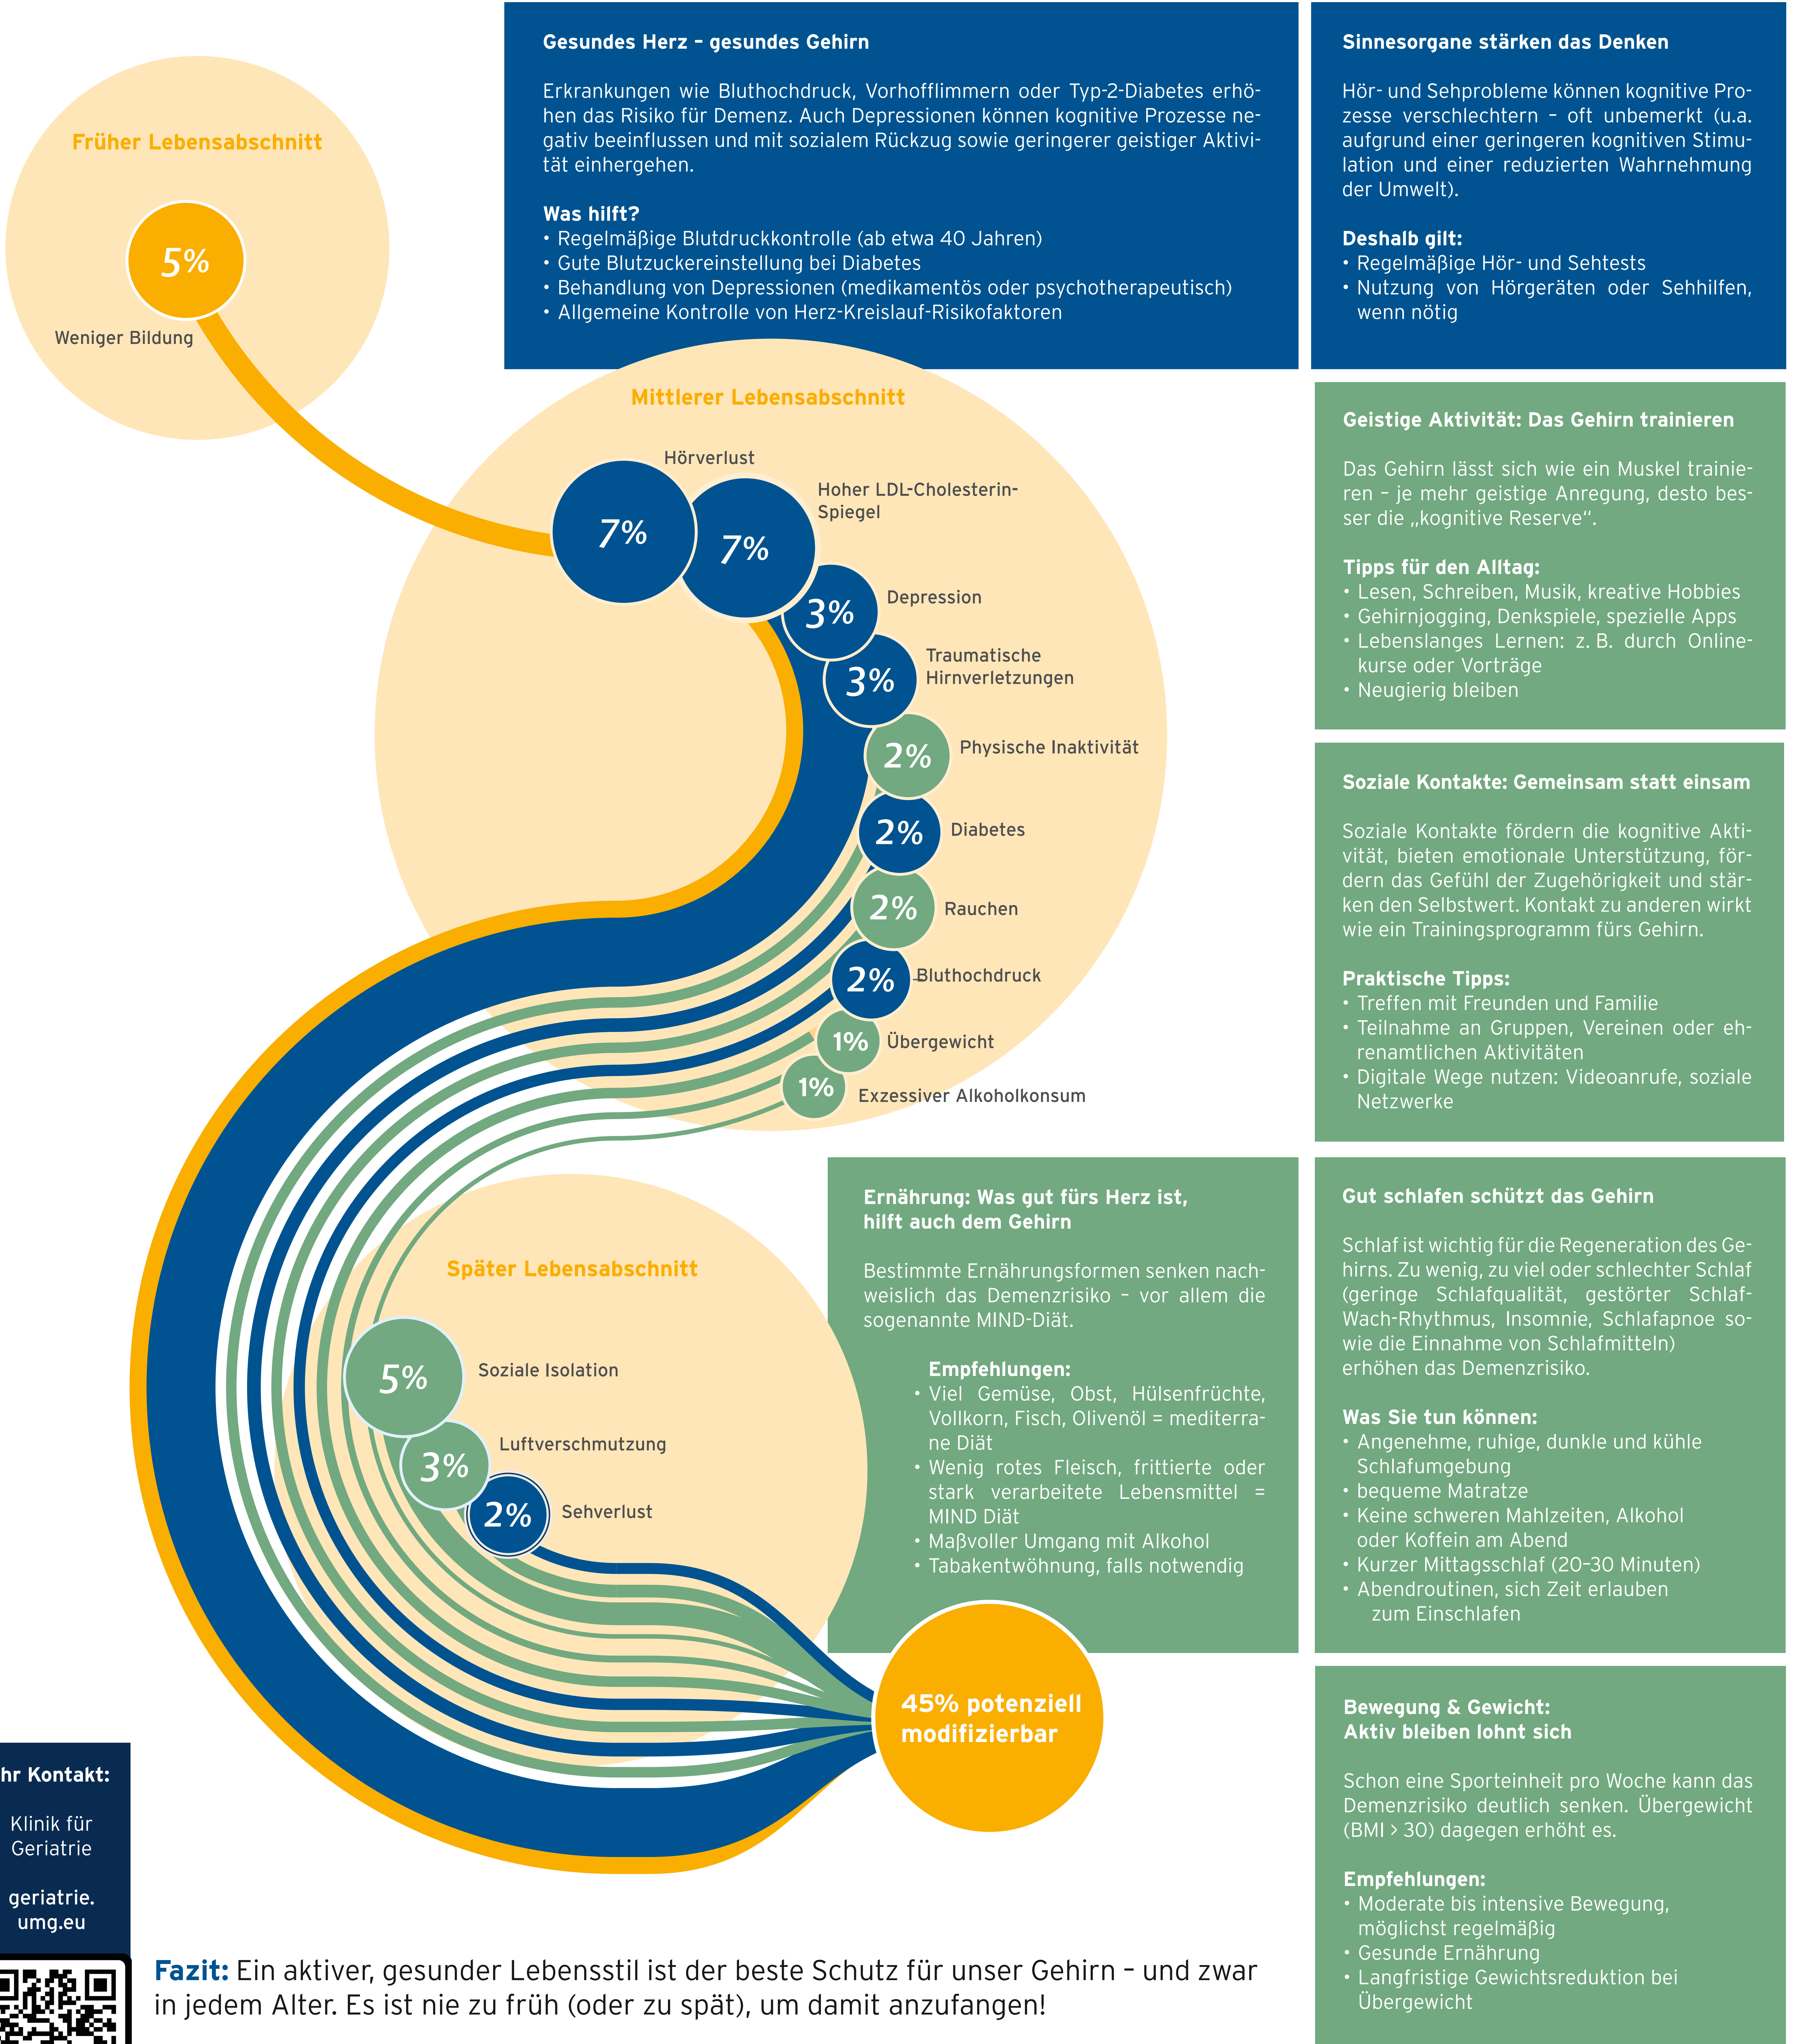 Gesundes Herz – gesundes Gehirn
Erkrankungen wie Bluthochdruck, Vorhofflimmern oder Typ-2-Diabetes erhö-
hen das Risiko für Demenz. Auch Depressionen können kognitive Prozesse ne-
gativ beeinflussen und mit sozialem Rückzug sowie geringerer geistiger Aktivi-
tät einhergehen.
Was hilft?
• Regelmäßige Blutdruckkontrolle (ab etwa 40 Jahren)
• Gute Blutzuckereinstellung bei Diabetes
• Behandlung von Depressionen (medikamentös oder psychotherapeutisch)
• Allgemeine Kontrolle von Herz-Kreislauf-Risikofaktoren
Sinnesorgane stärken das Denken
Hör- und Sehprobleme können kognitive Pro-
zesse verschlechtern – oft unbemerkt (u.a.
aufgrund einer geringeren kognitiven Stimu-
lation und einer reduzierten Wahrnehmung
der Umwelt).
Deshalb gilt:
• Regelmäßige Hör- und Sehtests
• Nutzung von Hörgeräten oder Sehhilfen,
wenn nötig
Früher Lebensabschnitt
5%
Weniger Bildung
Mittlerer Lebensabschnitt
Hörverlust
7%
Hoher LDL-Cholesterin-
Spiegel
7%
3%
Depression
3%
Traumatische
Hirnverletzungen
2%
Physische Inaktivität
2%
Diabetes
2%
Rauchen
2%
Bluthochdruck
1%
Übergewicht
1%
Exzessiver Alkoholkonsum
Geistige Aktivität: Das Gehirn trainieren
Das Gehirn lässt sich wie ein Muskel trainie-
ren – je mehr geistige Anregung, desto bes-
ser die „kognitive Reserve“.
Tipps für den Alltag:
• Lesen, Schreiben, Musik, kreative Hobbies
• Gehirnjogging, Denkspiele, spezielle Apps
• Lebenslanges Lernen: z. B. durch Online-
kurse oder Vorträge
• Neugierig bleiben
Soziale Kontakte: Gemeinsam statt einsam
Soziale Kontakte fördern die kognitive Akti-
vität, bieten emotionale Unterstützung, för-
dern das Gefühl der Zugehörigkeit und stär-
ken den Selbstwert. Kontakt zu anderen wirkt
wie ein Trainingsprogramm fürs Gehirn.
Praktische Tipps:
• Treffen mit Freunden und Familie
• Teilnahme an Gruppen, Vereinen oder eh-
renamtlichen Aktivitäten
• Digitale Wege nutzen: Videoanrufe, soziale
Netzwerke
Später Lebensabschnitt
5%
Soziale Isolation
3%
Luftverschmutzung
2%
Sehverlust
Ernährung: Was gut fürs Herz ist,
hilft auch dem Gehirn
Bestimmte Ernährungsformen senken nach-
weislich das Demenzrisiko – vor allem die
sogenannte MIND-Diät.
Empfehlungen:
• Viel Gemüse, Obst, Hülsenfrüchte,
Vollkorn, Fisch, Olivenöl = mediterra-
ne Diät
• Wenig rotes Fleisch, frittierte oder
stark verarbeitete Lebensmittel =
MIND Diät
• Maßvoller Umgang mit Alkohol
• Tabakentwöhnung, falls notwendig
Gut schlafen schützt das Gehirn
Schlaf ist wichtig für die Regeneration des Ge-
hirns. Zu wenig, zu viel oder schlechter Schlaf
(geringe Schlafqualität, gestörter Schlaf-
Wach-Rhythmus, Insomnie, Schlafapnoe so-
wie die Einnahme von Schlafmitteln)
erhöhen das Demenzrisiko.
Was Sie tun können:
• Angenehme, ruhige, dunkle und kühle
Schlafumgebung
• bequeme Matratze
• Keine schweren Mahlzeiten, Alkohol
oder Koffein am Abend
• Kurzer Mittagsschlaf (20–30 Minuten)
• Abendroutinen, sich Zeit erlauben
zum Einschlafen
45% potenziell
modifizierbar
Bewegung & Gewicht:
Aktiv bleiben lohnt sich
Schon eine Sporteinheit pro Woche kann das
Demenzrisiko deutlich senken. Übergewicht
(BMI > 30) dagegen erhöht es.
Empfehlungen:
• Moderate bis intensive Bewegung,
möglichst regelmäßig
• Gesunde Ernährung
• Langfristige Gewichtsreduktion bei
Übergewicht
hr Kontakt:
Klinik für
Geriatrie
geriatrie.
umg.eu
Fazit: Ein aktiver, gesunder Lebensstil ist der beste Schutz für unser Gehirn – und zwar
in jedem Alter. Es ist nie zu früh (oder zu spät), um damit anzufangen!